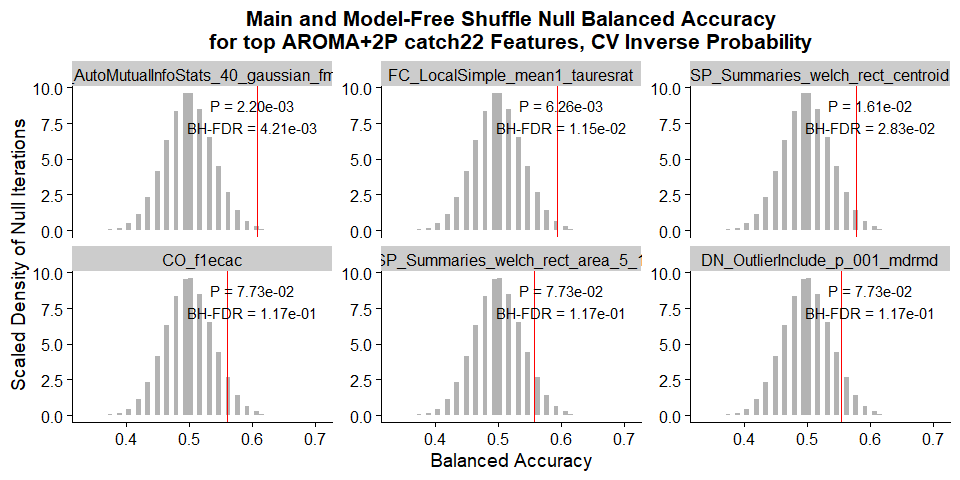 Main and Model-Free Shuffle Null Balanced Accuracy
for top AROMA+2P catch22 Features, CV Inverse Probability
_AutoMutualInfoStats_40_gaussian_fm
FC_LocalSimple_mean1_tauresrat
SP_Summaries_welch_rect_centroid
10.0
7.5
5.0
2.5
0.0
P = 2.20e-03
BH-FDR = 4.21e-03
P = 6.26e-03
BH-FDR = 1.15e-02
P = 1.61e-02
BH-FDR = 2.83e-02
CO_f1ecac
SP_Summaries_welch_rect_area_5_1
DN_OutlierInclude_p_001_mdrmd
10.0
7.5
5.0
2.5
0.0
P = 7.73e-02
BH-FDR = 1.17e-01
P = 7.73e-02
BH-FDR = 1.17e-01
P = 7.73e-02
BH-FDR = 1.17e-01
0.4 0.5 0.6 0.7
0.4 0.5 0.6 0.7
0.4 0.5 0.6 0.7
Balanced Accuracy
Scaled Density of Null Iterations